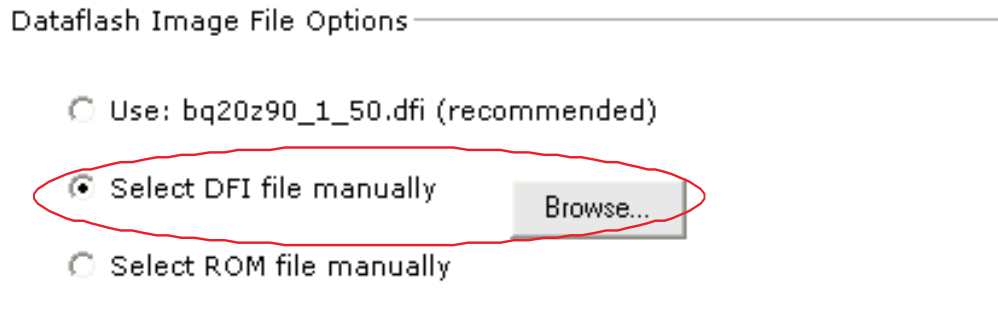 Dataflash Image File Options
Use: bq20z90_1_50.dfi (recommended)
Select DFI file manually
Browse...
Select ROM file manually